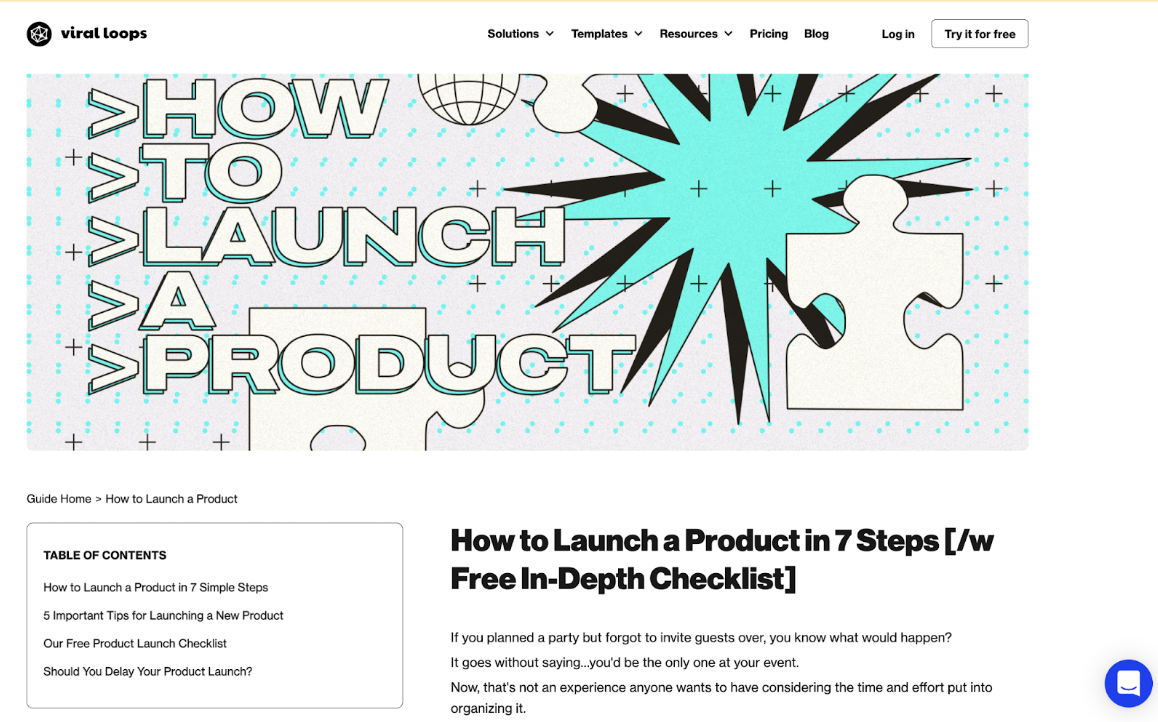 viral loops
Solutions Templates Resources Pricing Blog Log in Try it for free
>HOW
>TO
>LAUNCH
>A
>PRODUCT
Guide Home > How to Launch a Product
TABLE OF CONTENTS
How to Launch a Product in 7 Simple Steps
5 Important Tips for Launching a New Product
Our Free Product Launch Checklist
Should You Delay Your Product Launch?
How to Launch a Product in 7 Steps [/w
Free In-Depth Checklist]
If you planned a party but forgot to invite guests over, you know what would happen?
It goes without saying...you'd be the only one at your event.
Now, that's not an experience anyone wants to have considering the time and effort put into
organizing it.